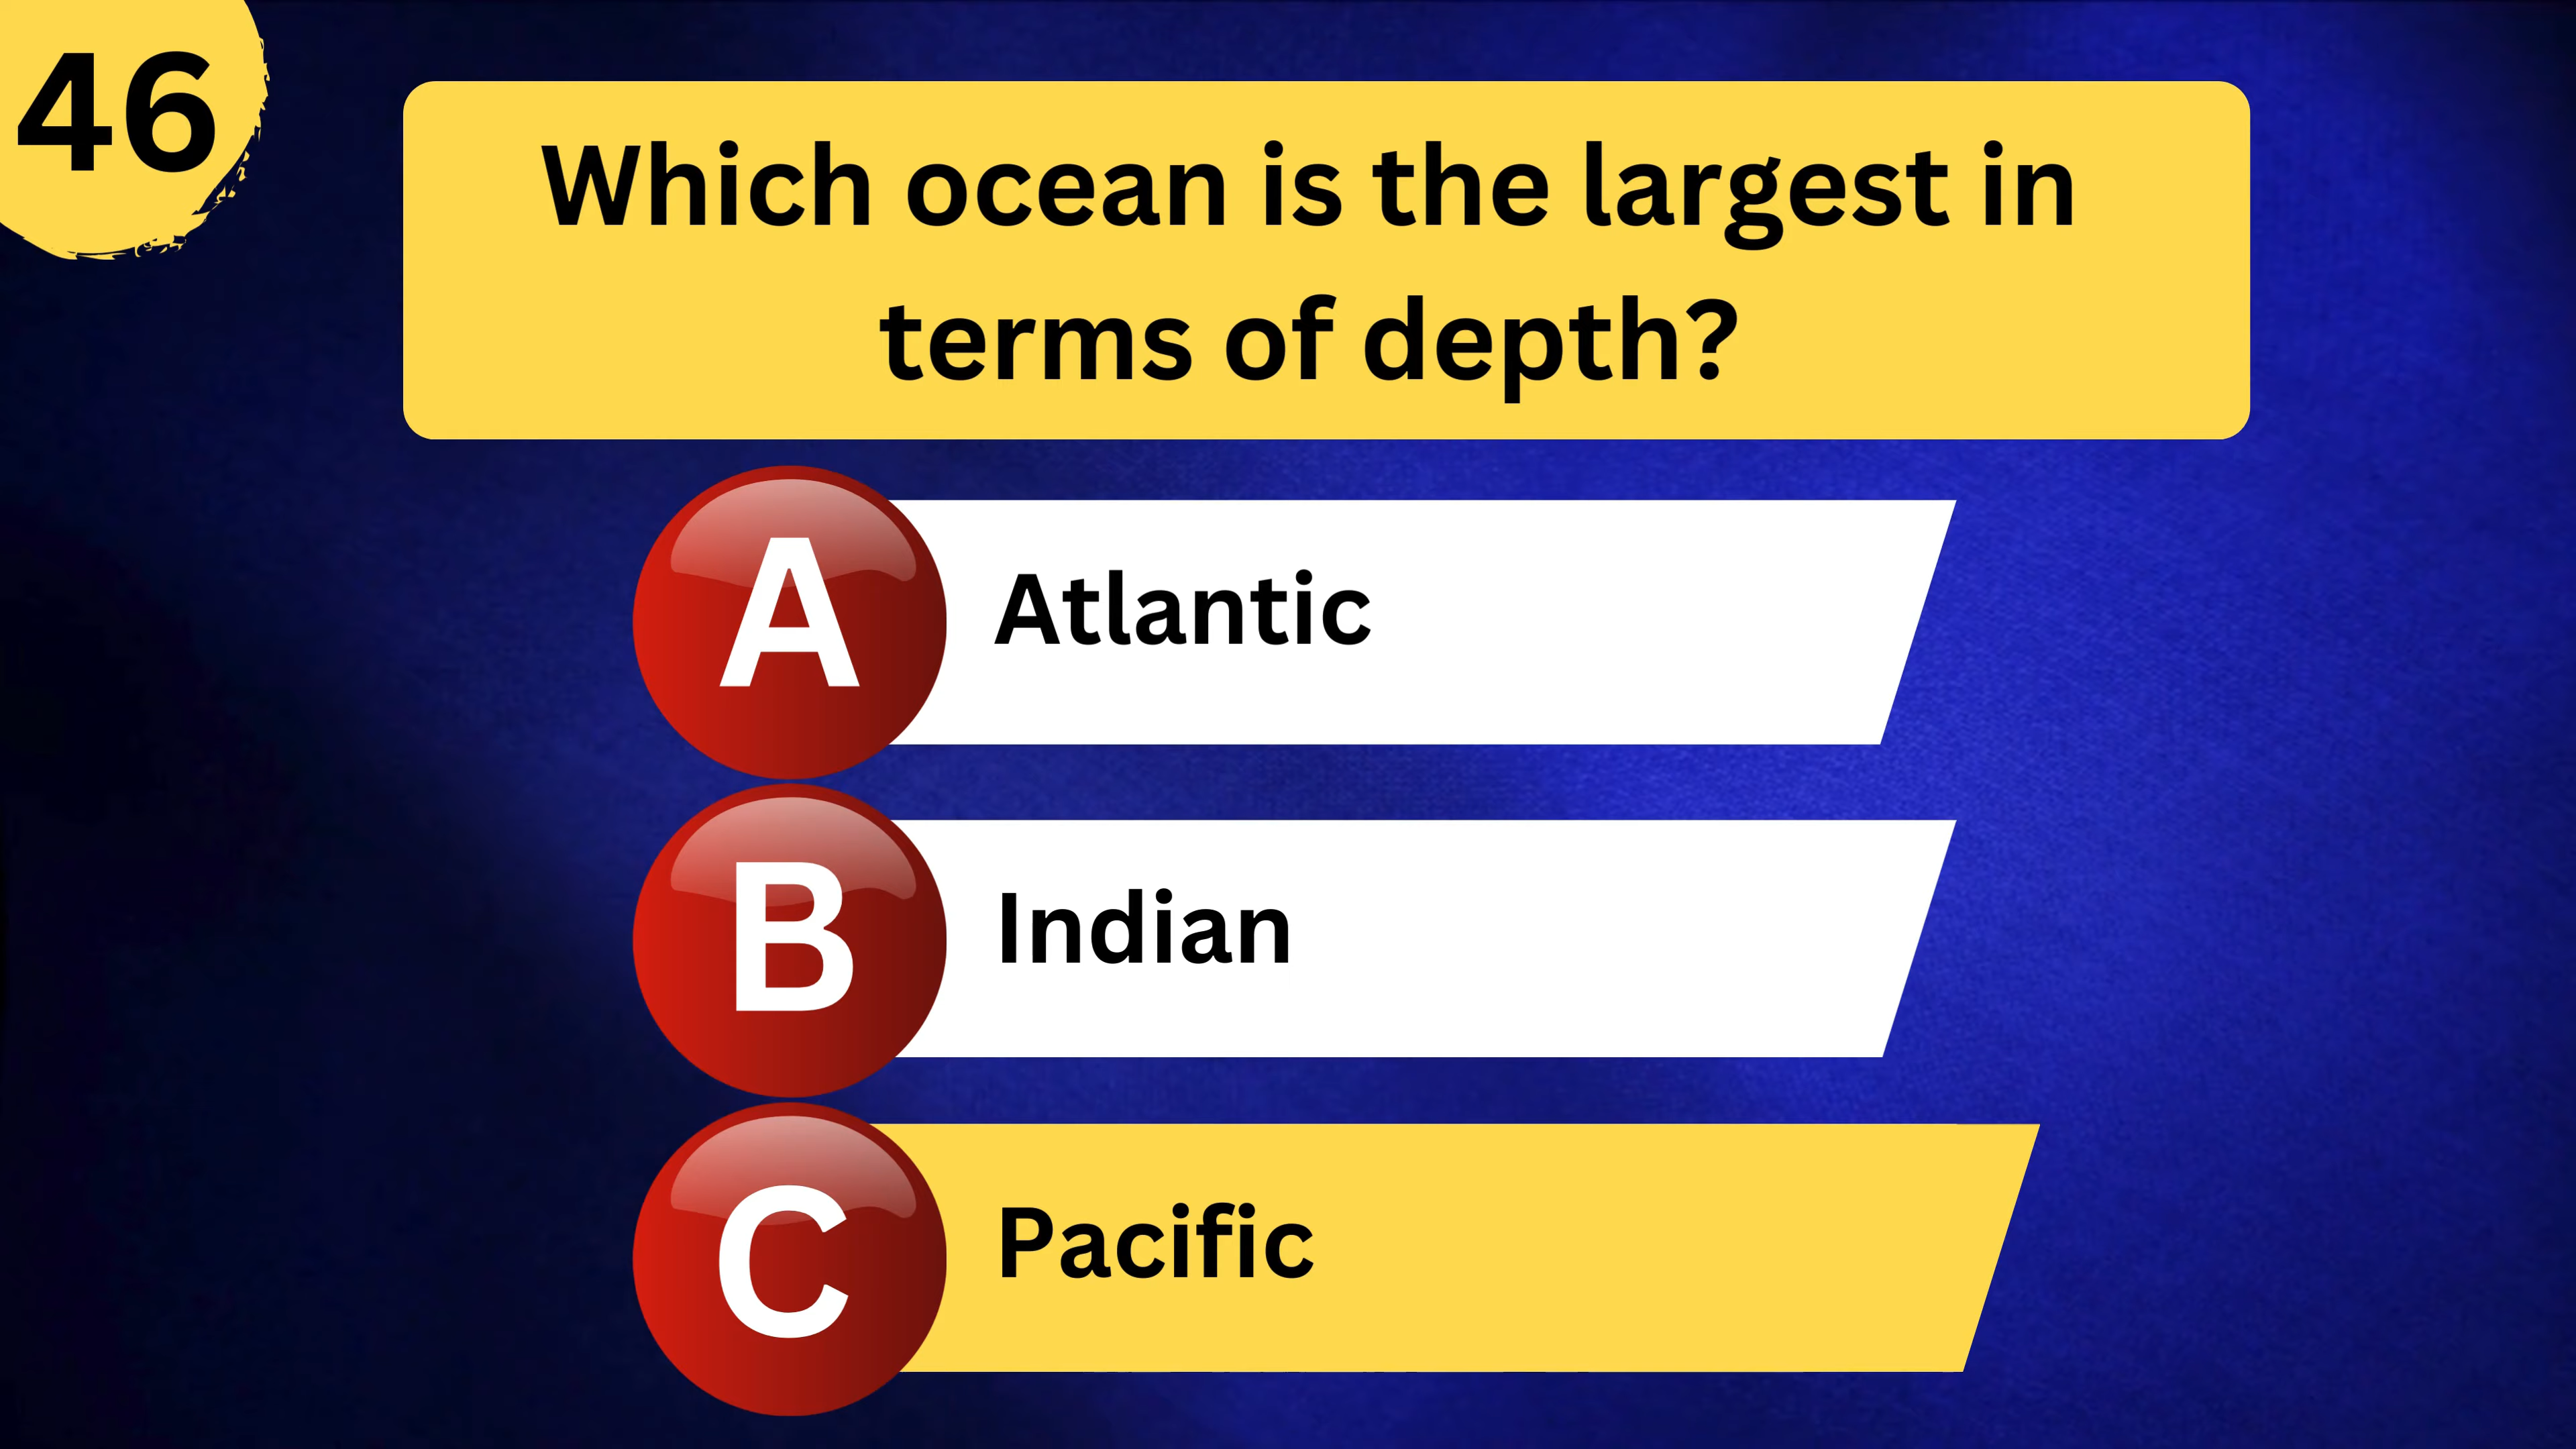 46
Which ocean is the largest in
terms of depth?
A Atlantic
B Indian
C Pacific